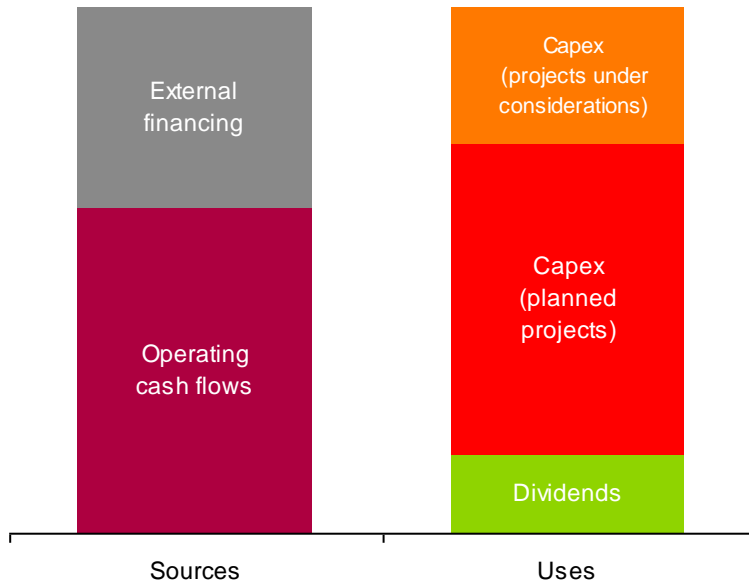 External
financing
Operating
cash flows
Capex
(projects under
considerations)
Capex
(planned
projects)
Dividends
Sources
Uses